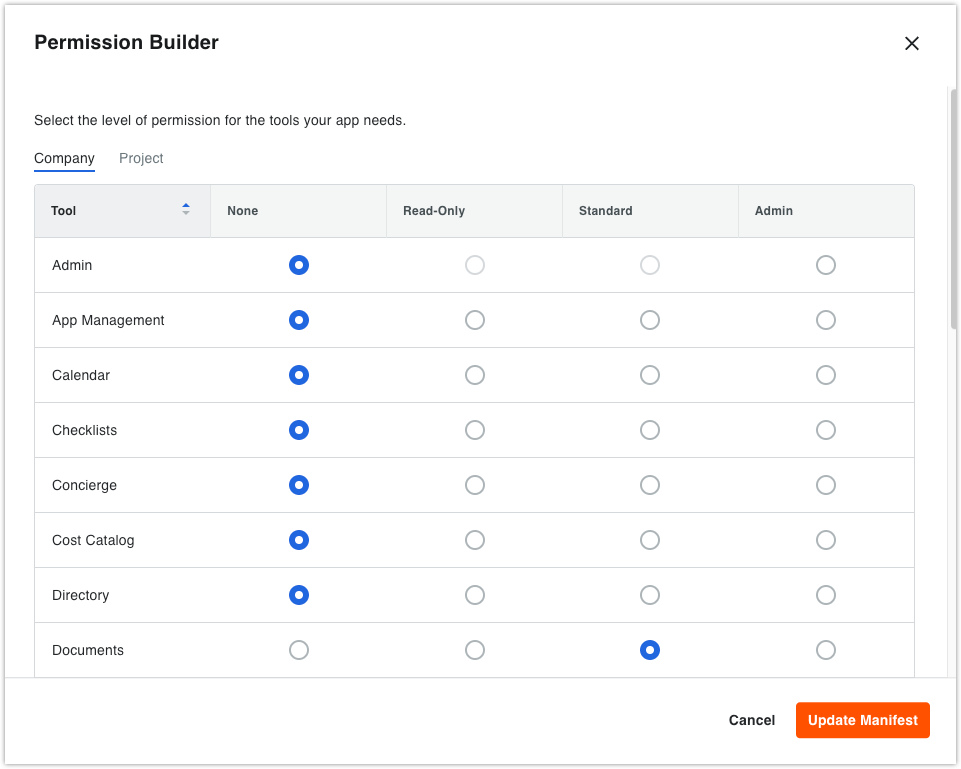 Permission Builder
Select the level of permission for the tools your app needs.
Company Project
Tool None Read-Only Standard Admin
Admin
App Management
Calendar
Checklists
Concierge
Cost Catalog
Directory
Documents
Cancel Update Manifest